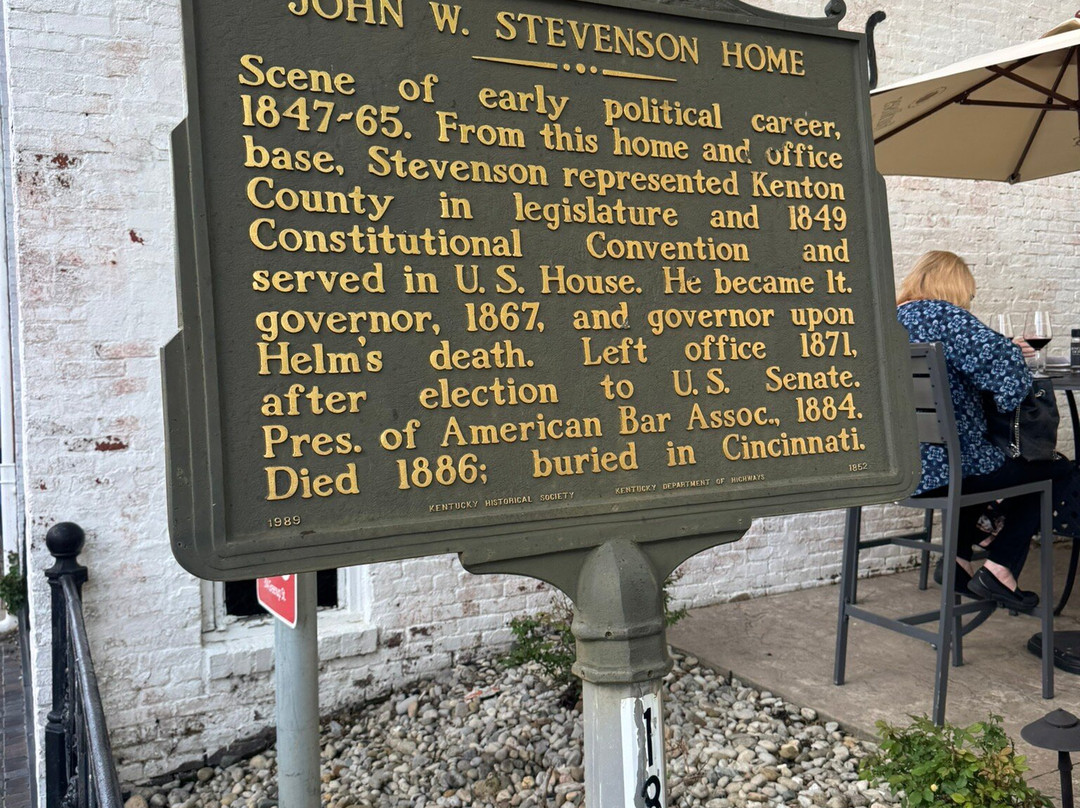 JOHN W. STEVENSON HOME
Scene of early political career,
1847-65. From this home and office
base, Stevenson represented Kenton
County in legislature and 1849
Constitutional Convention and
served in U.S. House. He became lt.
governor, 1867, and governor upon
Helm's death. Left office 1871,
after election to U.S. Senate.
Pres. of American Bar Assoc., 1884.
Died 1886; buried in Cincinnati.
1989
KENTUCKY HISTORICAL SOCIETY
KENTUCKY DEPARTMENT OF HIGHWAYS
1852
18